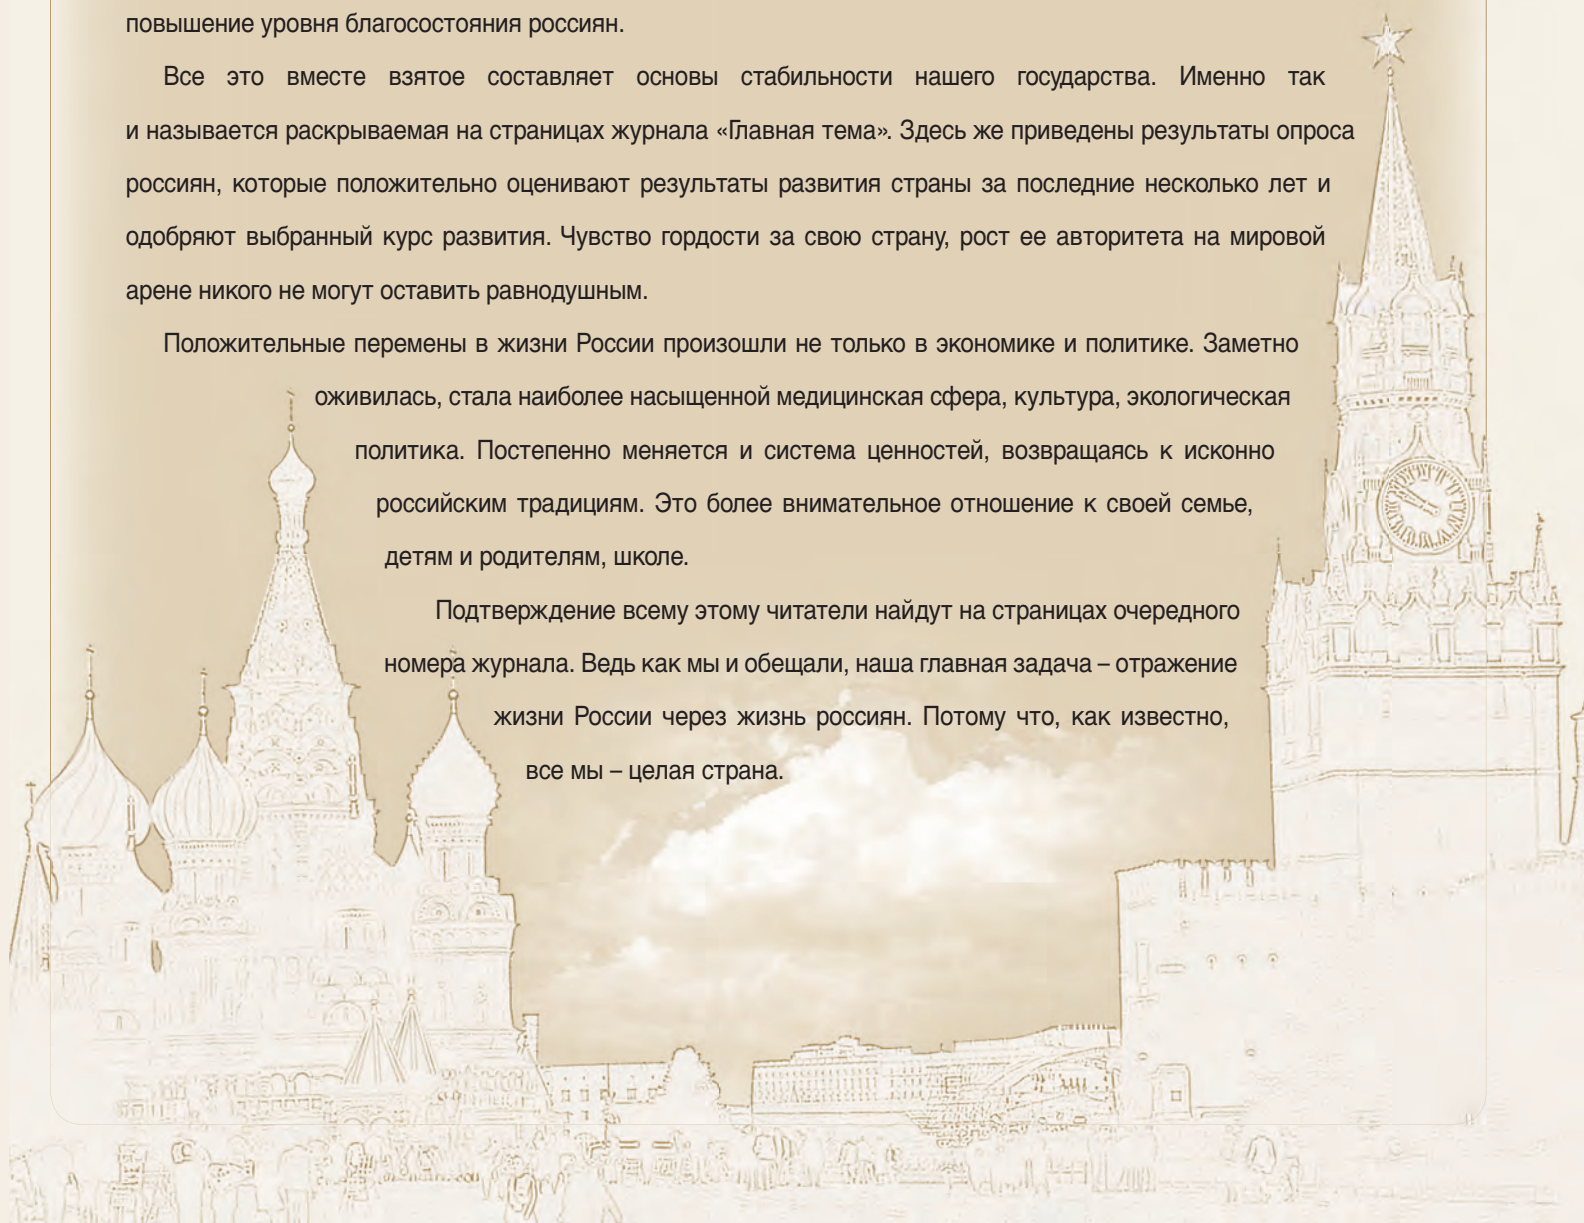 повышение уровня благосостояния россиян.
Все это вместе взятое составляет основы стабильности нашего государства. Именно так
и называется раскрываемая на страницах журнала «Главная тема». Здесь же приведены результаты опроса
россиян, которые положительно оценивают результаты развития страны за последние несколько лет и
одобряют выбранный курс развития. Чувство гордости за свою страну, рост ее авторитета на мировой
арене никого не могут оставить равнодушным.
Положительные перемены в жизни России произошли не только в экономике и политике. Заметно
оживилась, стала наиболее насыщенной медицинская сфера, культура, экологическая
политика. Постепенно меняется и система ценностей, возвращаясь к исконно
российским традициям. Это более внимательное отношение к своей семье,
детям и родителям, школе.
Подтверждение всему этому читатели найдут на страницах очередного
номера журнала. Ведь как мы и обещали, наша главная задача – отражение
жизни России через жизнь россиян. Потому что, как известно,
все мы – целая страна.